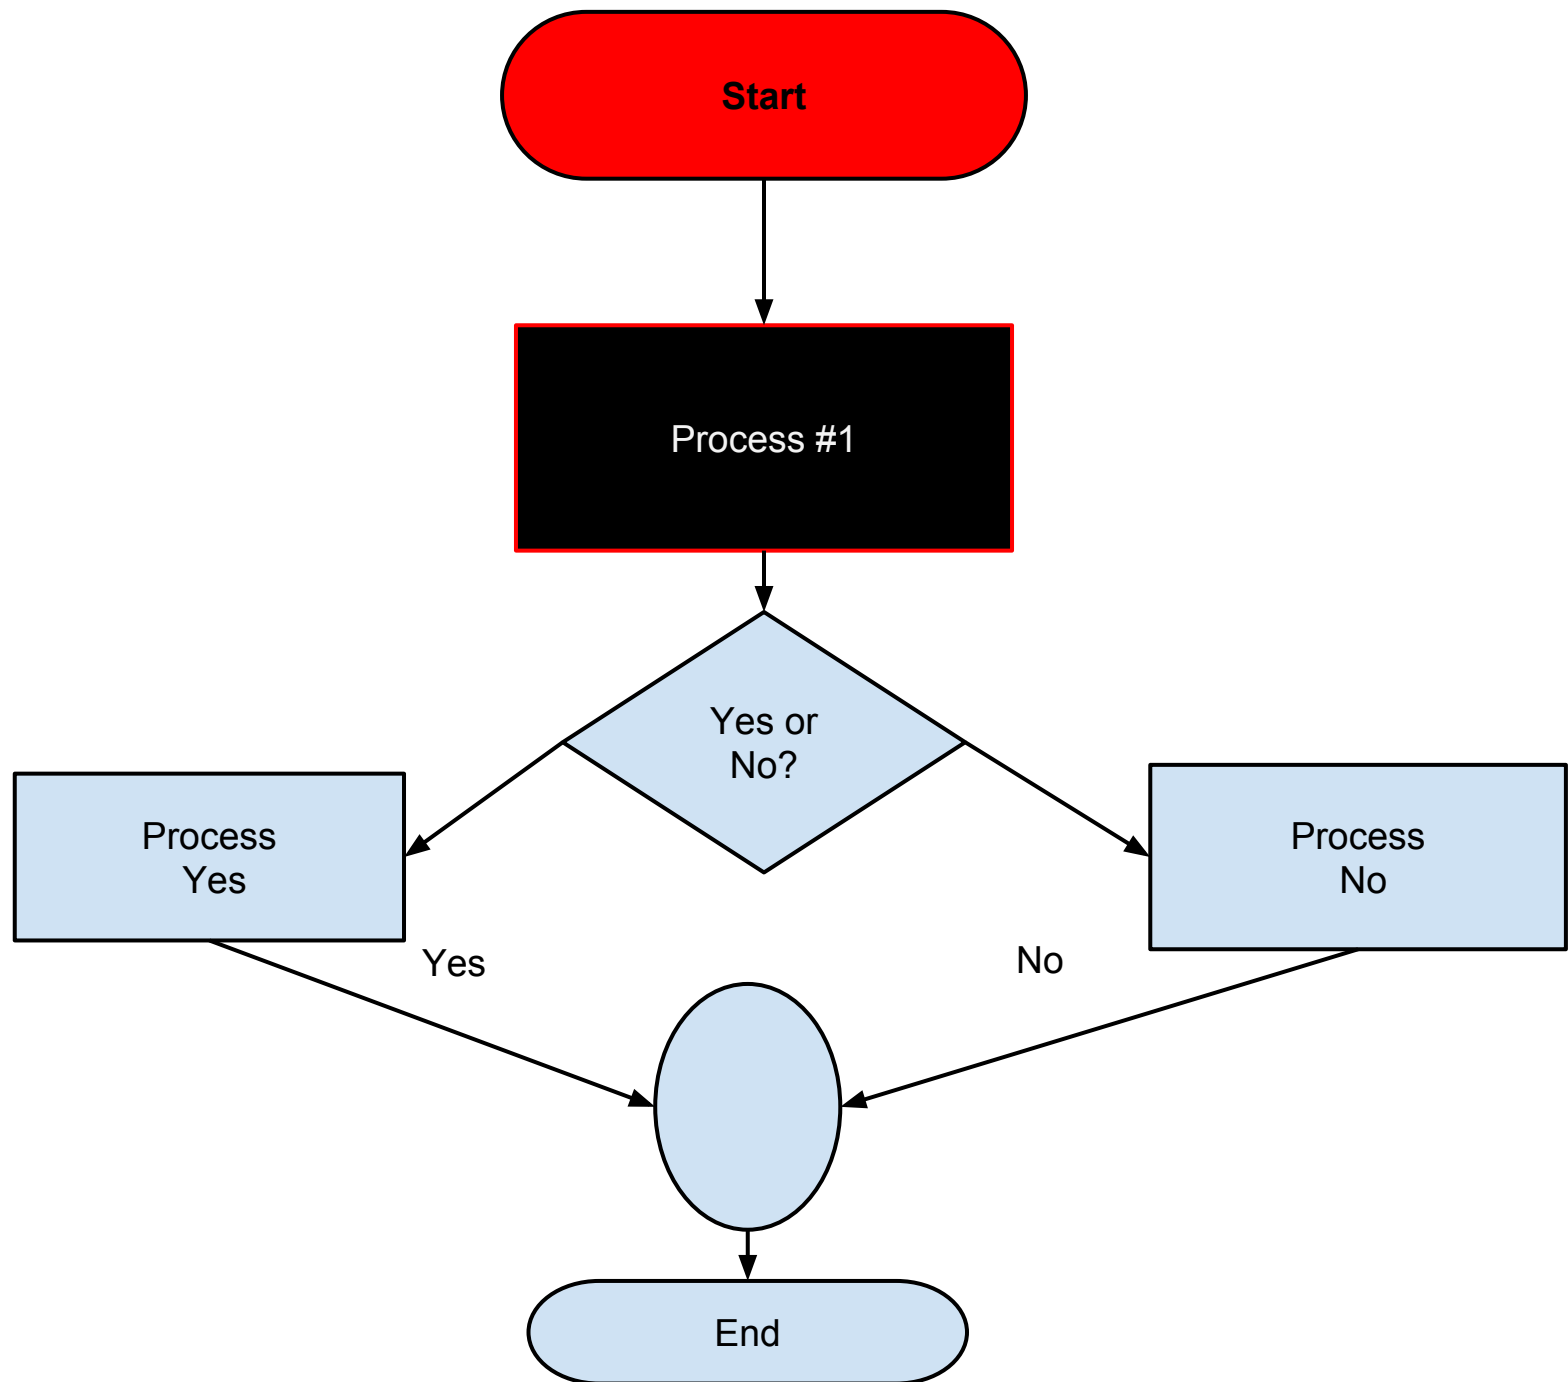 Start
Process #1
Yes or
No?
Process
Yes
Process
No
Yes
No
End